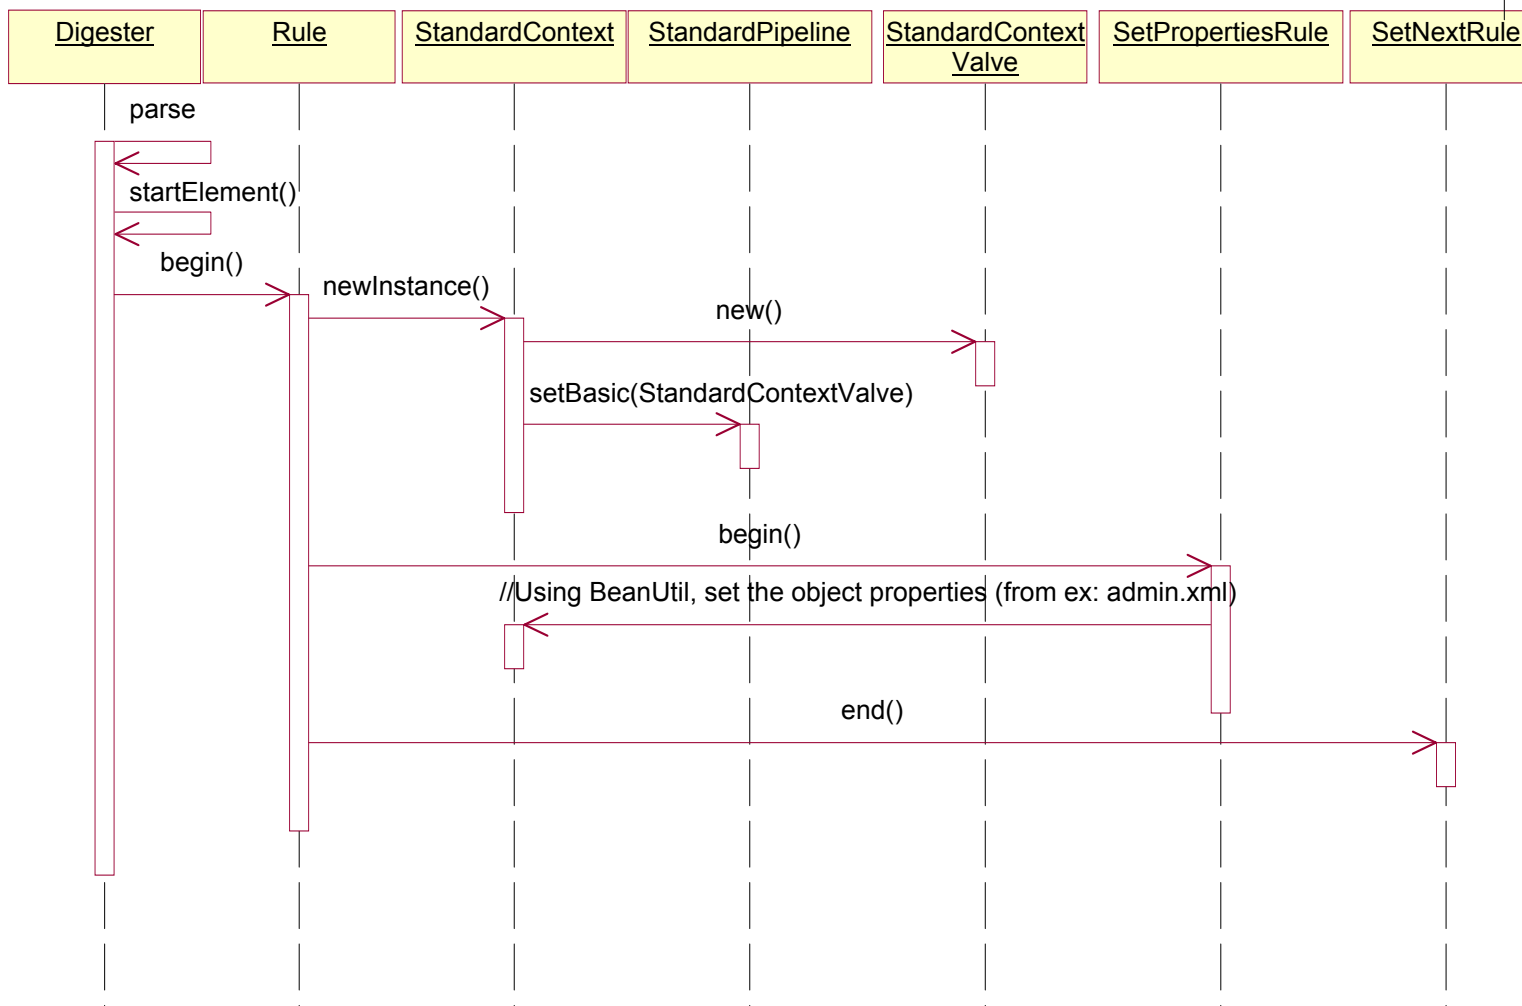 Digester
Rule
StandardContext
StandardPipeline
StandardContext
Valve
SetPropertiesRule
SetNextRule
parse
startElement()
begin()
newInstance()
new()
setBasic(StandardContextValve)
begin()
//Using BeanUtil, set the object properties (from ex: admin.xml)
end()